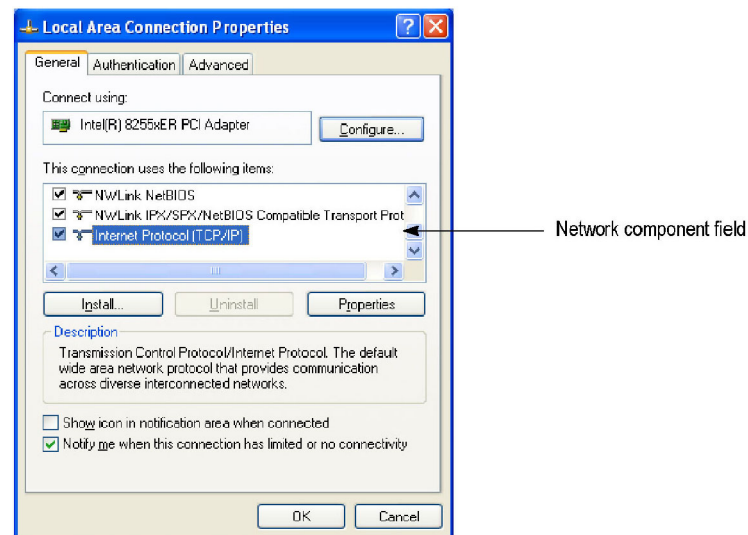 Local Area Connection Properties
General Authentication Advanced
Connect using:
Intel(R) 8255xER PCI Adapter
Configure...
This connection uses the following items:
NWLink NetBIOS
NWLink IPX/SPX/NetBIOS Compatible Transport Prot
Internet Protocol (TCP/IP)
Network component field
Install... Uninstall Properties
Description
Transmission Control Protocol/Internet Protocol. The default
wide area network protocol that provides communication
across diverse interconnected networks.
Show icon in notification area when connected
Notify me when this connection has limited or no connectivity
OK Cancel